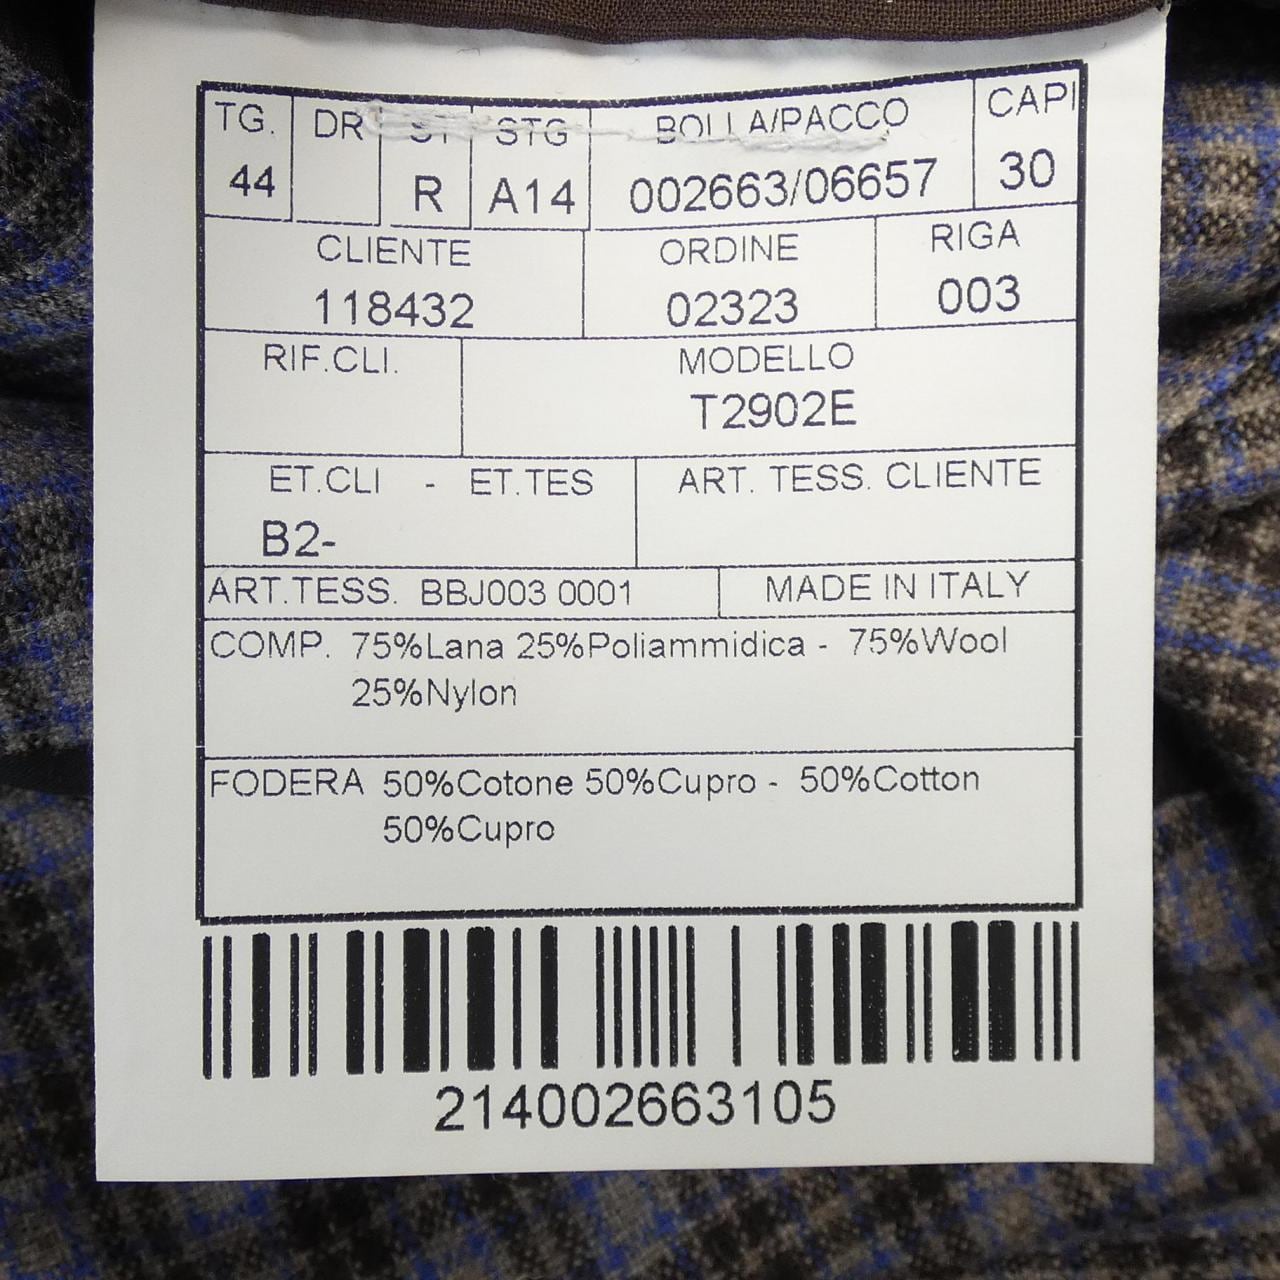 TG. DR ST STG BOLLA/PACCO CAPI
44 R A14 002663/06657 30
CLIENTE ORDINE RIGA
118432 02323 003
RIF.CLI. MODELLO
T2902E
ET.CLI - ET.TES ART. TESS. CLIENTE
B2-
ART.TESS. BBJ003 0001 MADE IN ITALY
COMP. 75%Lana 25%Poliammidica - 75%Wool
25%Nylon
FODERA 50%Cotone 50%Cupro - 50%Cotton
50%Cupro
214002663105